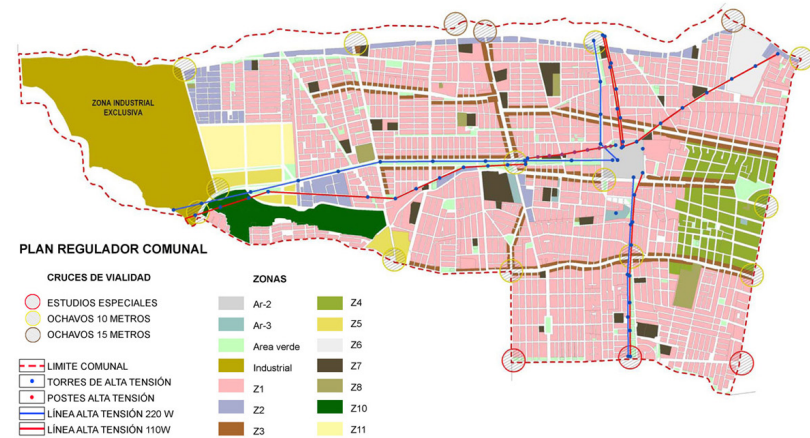 ZONA INDUSTRIAL
EXCLUSIVA
PLAN REGULADOR COMUNAL
CRUCES DE VIALIDAD
ESTUDIOS ESPECIALES
OCHAVOS 10 METROS
OCHAVOS 15 METROS
LIMITE COMUNAL
TORRES DE ALTA TENSIÓN
POSTES ALTA TENSIÓN
LÍNEA ALTA TENSIÓN 220 W
LÍNEA ALTA TENSIÓN 110W
ZONAS
Ar-2
Ar-3
Area verde
Industrial
Z1
Z2
Z3
Z4
Z5
Z6
Z7
Z8
Z10
Z11